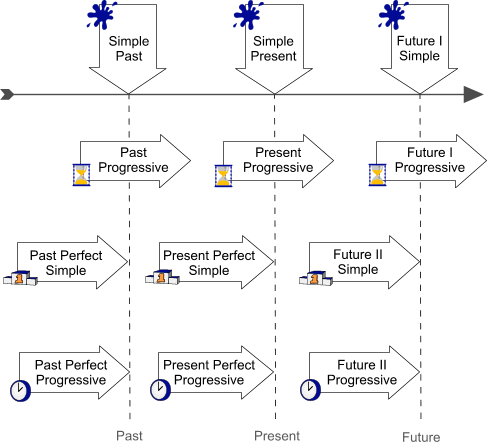 Simple
Past
Simple
Present
Future I
Simple
Past
Progressive
Present
Progressive
Future I
Progressive
Past Perfect
Simple
Present Perfect
Simple
Future II
Simple
Past Perfect
Progressive
Present Perfect
Progressive
Future II
Progressive
Past
Present
Future